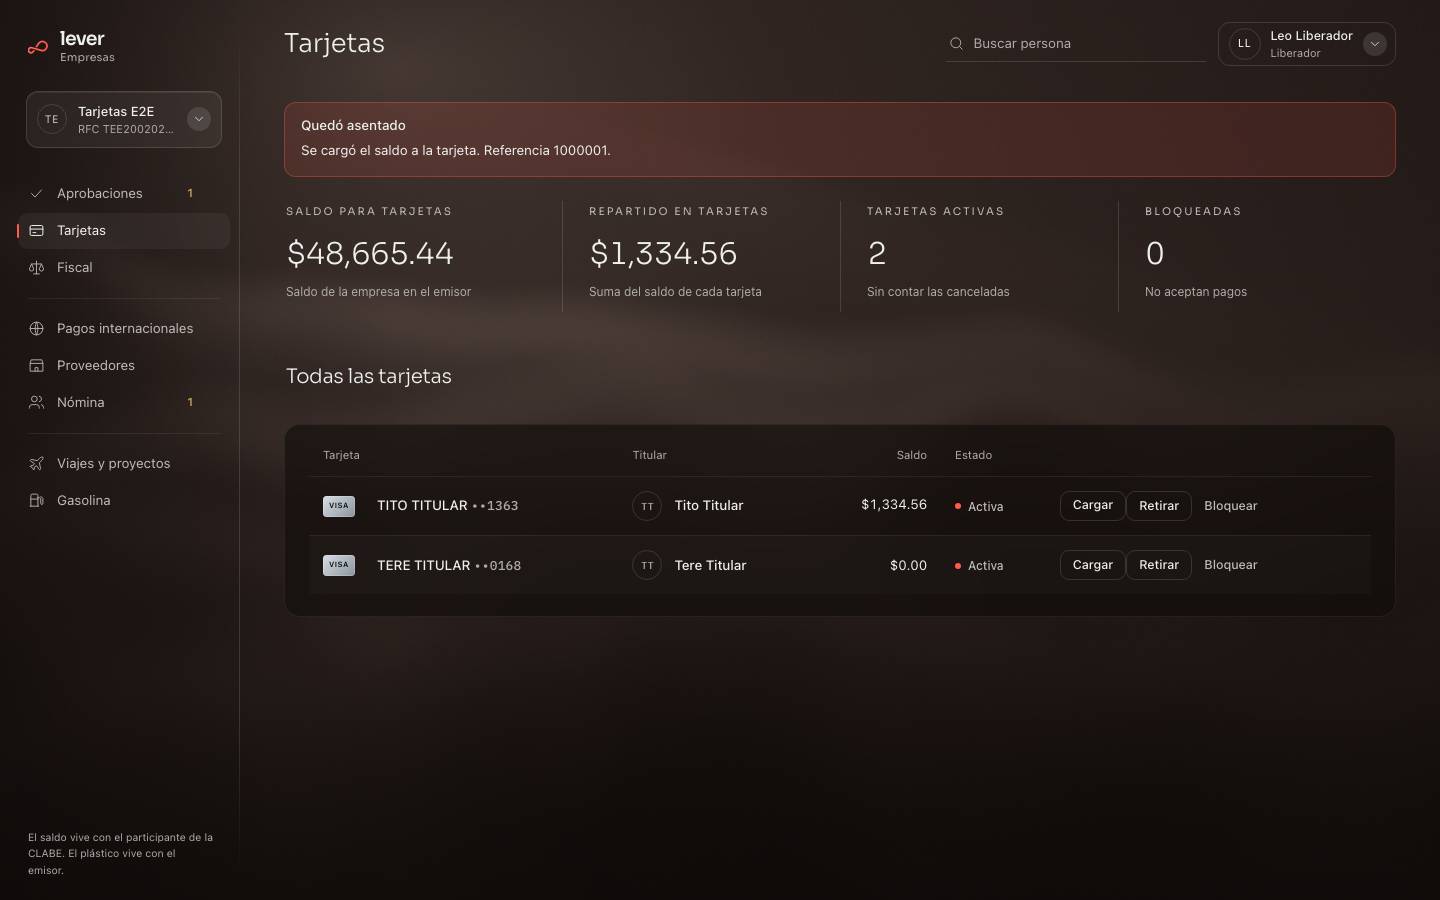 lever
Empresas
Tarjetas
Buscar persona
LL
Leo Liberador
Liberador
TE
Tarjetas E2E
RFC TEE200202...
Aprobaciones 1
Tarjetas
Fiscal
Pagos internacionales
Proveedores
Nómina 1
Viajes y proyectos
Gasolina
El saldo vive con el participante de la
CLABE. El plástico vive con el
emisor.
Quedó asentado
Se cargó el saldo a la tarjeta. Referencia 1000001.
SALDO PARA TARJETAS
$48,665.44
Saldo de la empresa en el emisor
REPARTIDO EN TARJETAS
$1,334.56
Suma del saldo de cada tarjeta
TARJETAS ACTIVAS
2
Sin contar las canceladas
BLOQUEADAS
0
No aceptan pagos
Todas las tarjetas
Tarjeta Titular Saldo Estado
VISA TITO TITULAR ••1363 TT Tito Titular $1,334.56 Activa Cargar Retirar Bloquear
VISA TERE TITULAR ••0168 TT Tere Titular $0.00 Activa Cargar Retirar Bloquear